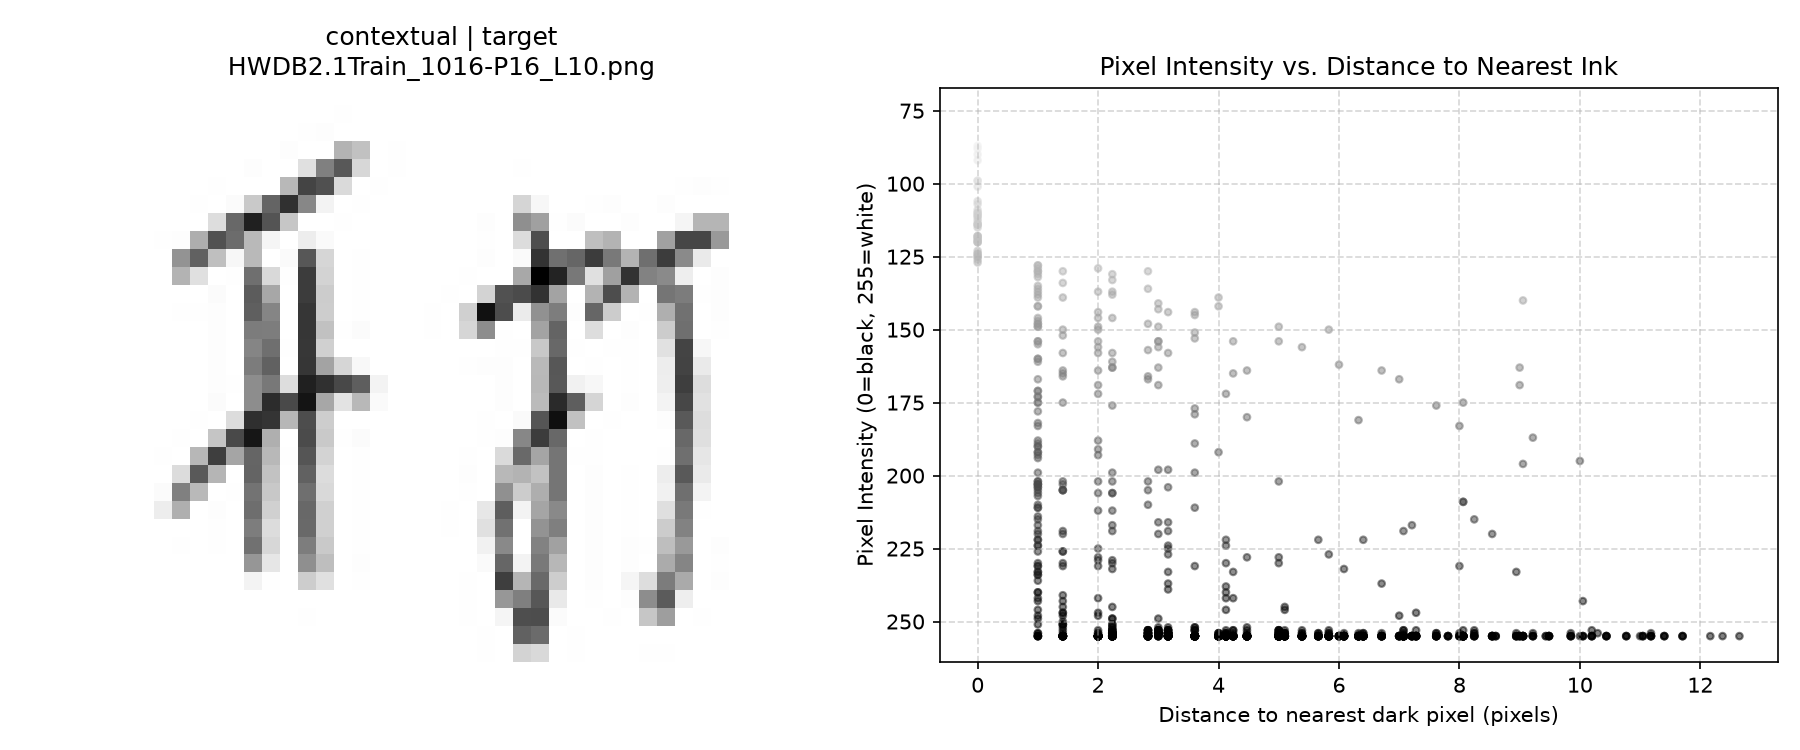 contextual | target
HWDB2.1Train_1016-P16_L10.png
Pixel Intensity vs. Distance to Nearest Ink
Pixel Intensity (0=black, 255=white)
75
100
125
150
175
200
225
250
0 2 4 6 8 10 12
Distance to nearest dark pixel (pixels)